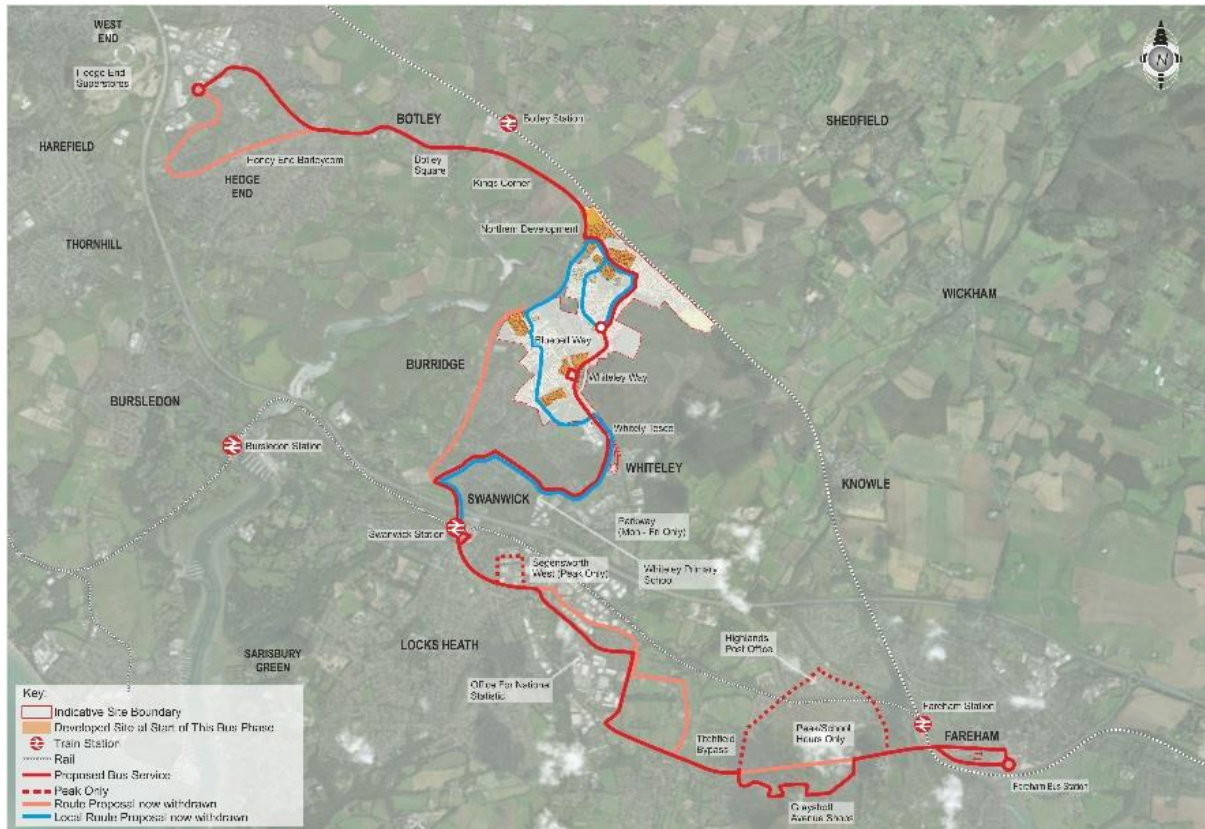 WEST
END
Hedge End
Superstores
HAREFIELD
BOTLEY
Botley Station
SHEDFIELD
Botley
Square
HEDGE
END
Kings Corner
THORNHILL
Northern Development
WICKHAM
Bluebell Way
BURRIDGE
Whiteley Way
BURSLEDON
Bursledon Station
Whitely Tesco
WHITELEY
SWANWICK
KNOWLE
Parkway
(Mon - Fri Only)
Swanwick Station
Segensworth
West (Peak Only)
Whiteley Primary
School
LOCKS HEATH
SARISBURY
GREEN
Highlands
Post Office
Office For National
Statistic
Fareham Station
Peak/School
Hours Only
FAREHAM
Titchfield
Bypass
Fareham Bus Station
Greyshott
Avenue Shops
N
Key:
Indicative Site Boundary
Developed Site at Start of This Bus Phase
Train Station
Rail
Proposed Bus Service
Peak Only
Route Proposal now withdrawn
Local Route Proposal now withdrawn